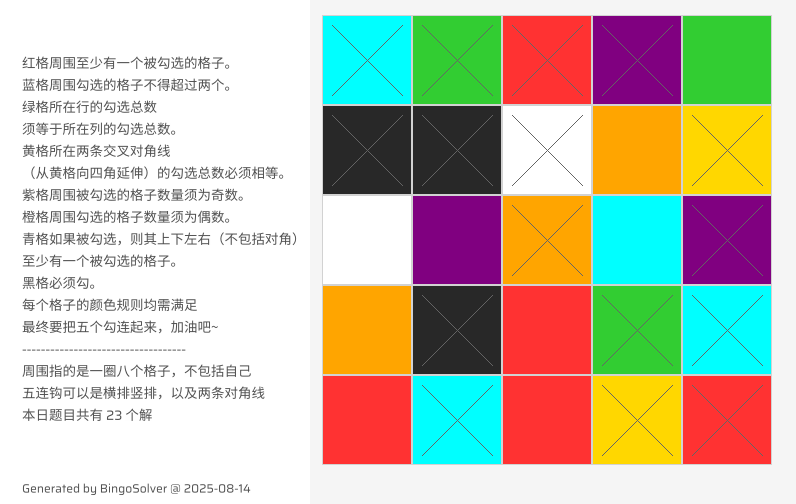 红格周围至少有一个被勾选的格子。
蓝格周围勾选的格子不得超过两个。
绿格所在行的勾选总数
须等于所在列的勾选总数。
黄格所在两条交叉对角线
（从黄格向四角延伸）的勾选总数必须相等。
紫格周围被勾选的格子数量须为奇数。
橙格周围勾选的格子数量须为偶数。
青格如果被勾选，则其上下左右（不包括对角）
至少有一个被勾选的格子。
黑格必须勾。
每个格子的颜色规则均需满足
最终要把五个勾连起来，加油吧~
-----------------------------------
周围指的是一圈八个格子，不包括自己
五连钩可以是横排竖排，以及两条对角线
本日题目共有 23 个解
Generated by BingoSolver @ 2025-08-14